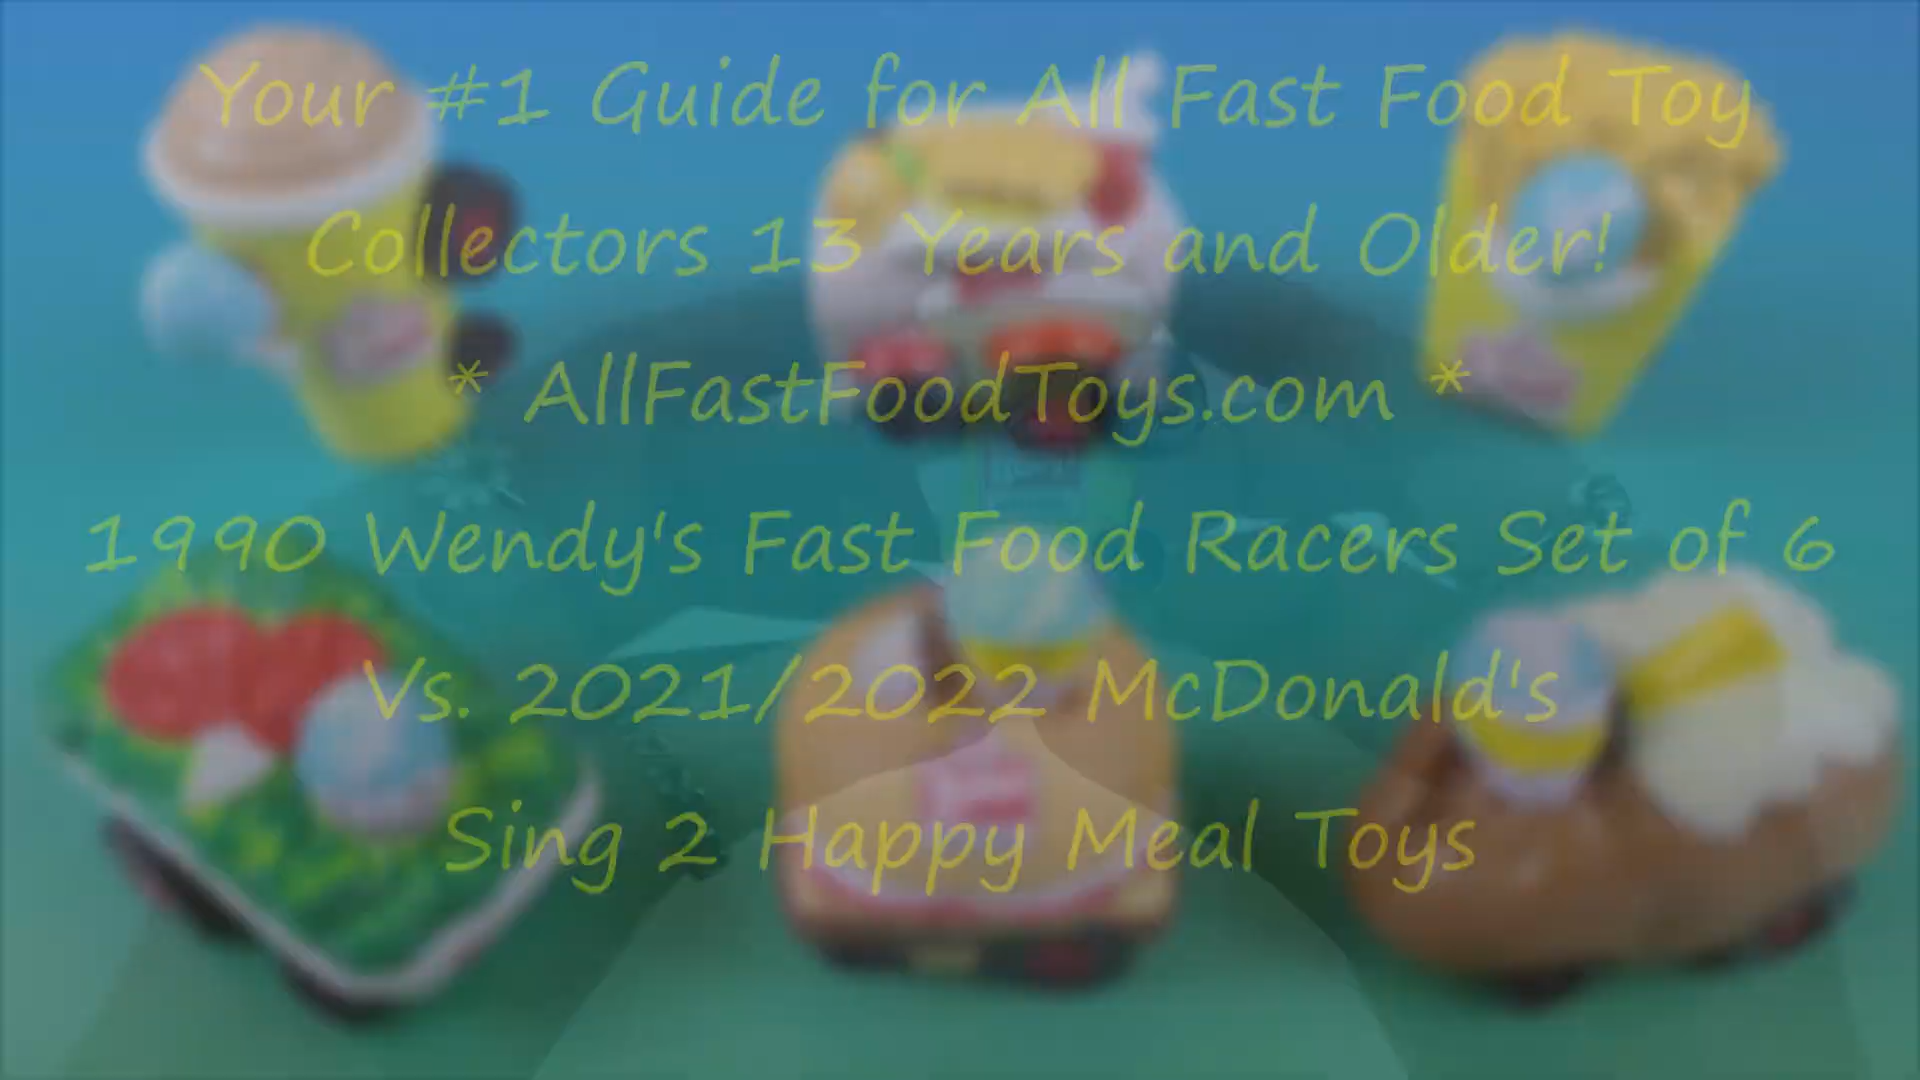 Your #1 Guide for All Fast Food Toy
Collectors 13 Years and Older!
* AllFastFoodToys.com *
1990 Wendy's Fast Food Racers Set of 6
Vs. 2021/2022 McDonald's
Sing 2 Happy Meal Toys